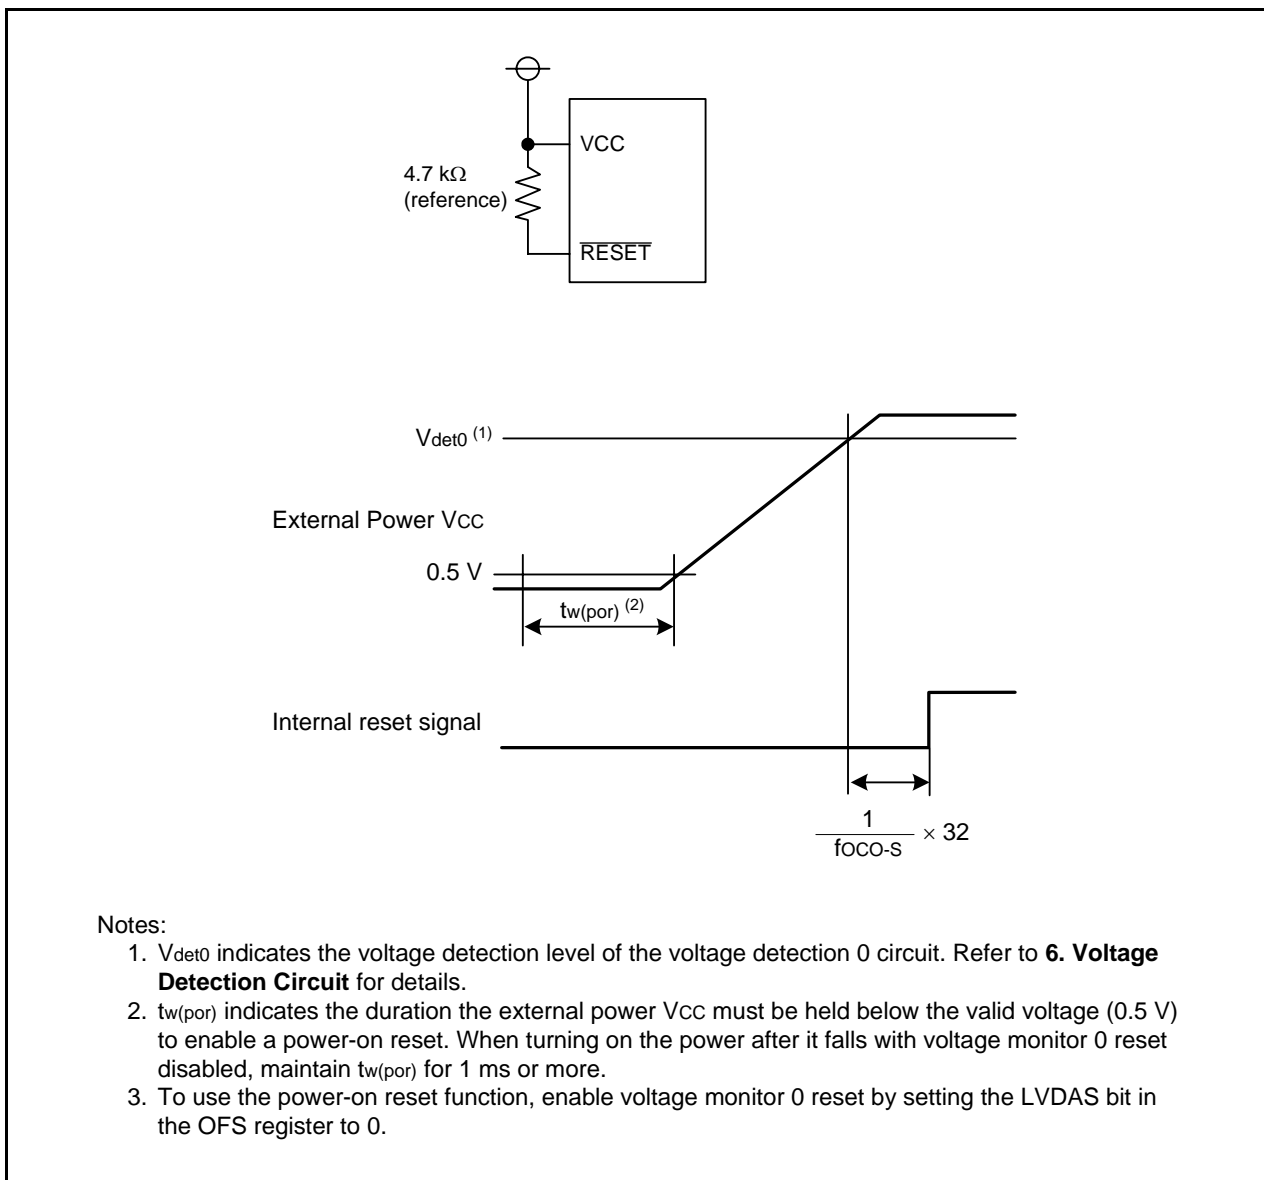 VCC
4.7 kΩ
(reference)
RESET
Vdet0 (1)
External Power VCC
0.5 V
tw(por) (2)
Internal reset signal
1
fOCO-S
× 32
Notes:
1. Vdet0 indicates the voltage detection level of the voltage detection 0 circuit. Refer to 6. Voltage
Detection Circuit for details.
2. tw(por) indicates the duration the external power VCC must be held below the valid voltage (0.5 V)
to enable a power-on reset. When turning on the power after it falls with voltage monitor 0 reset
disabled, maintain tw(por) for 1 ms or more.
3. To use the power-on reset function, enable voltage monitor 0 reset by setting the LVDAS bit in
the OFS register to 0.